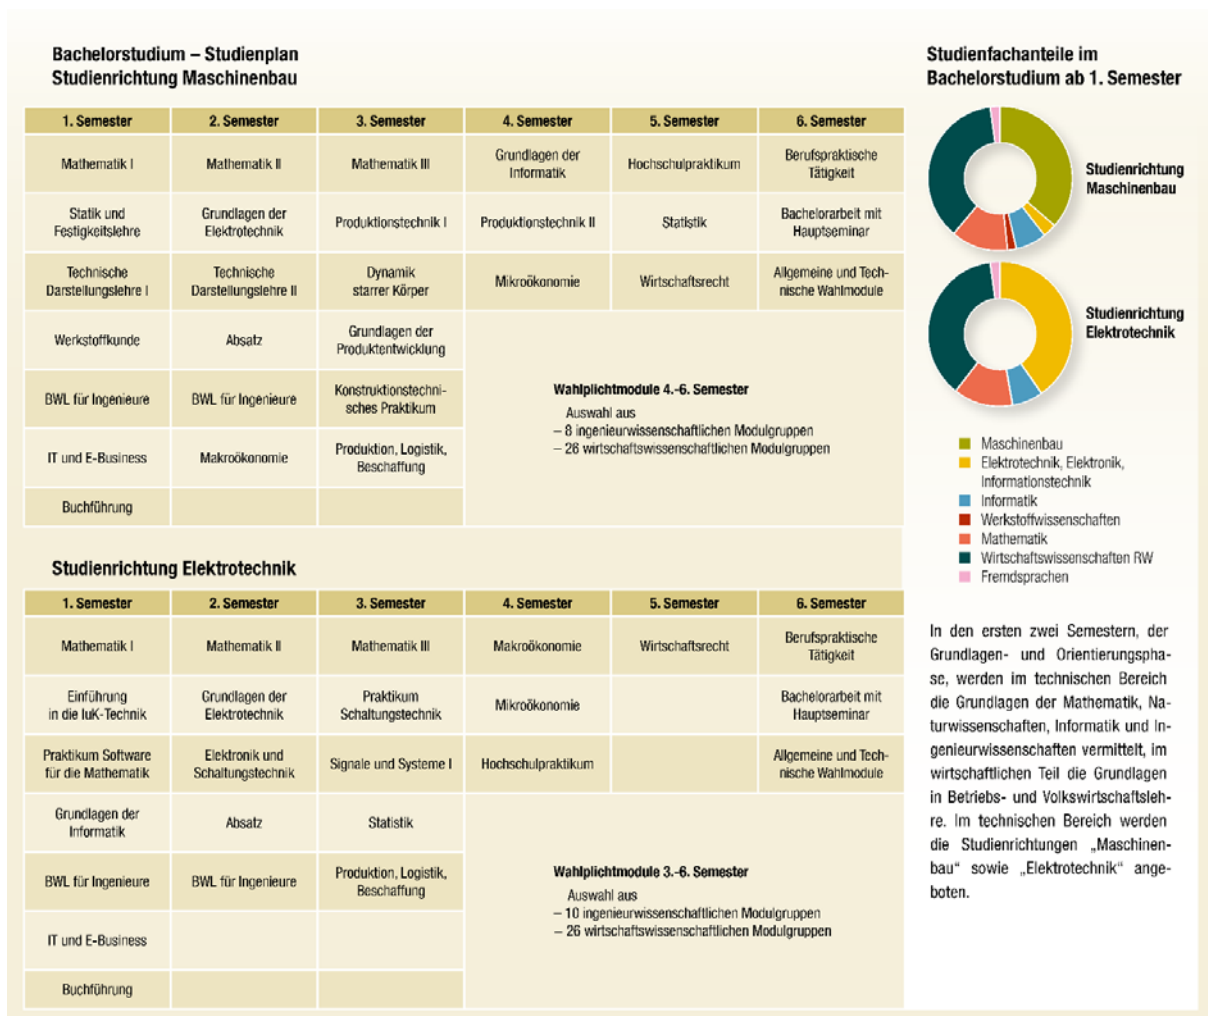 Bachelorstudium – Studienplan
Studienrichtung Maschinenbau
1. Semester
2. Semester
3. Semester
4. Semester
5. Semester
6. Semester
Mathematik I
Mathematik II
Mathematik III
Grundlagen der
Informatik
Hochschulpraktikum
Berufspraktische
Tätigkeit
Statik und
Festigkeitslehre
Grundlagen der
Elektrotechnik
Produktionstechnik I
Produktionstechnik II
Statistik
Bachelorarbeit mit
Hauptseminar
Technische
Darstellungslehre I
Technische
Darstellungslehre II
Dynamik
starrer Körper
Mikroökonomie
Wirtschaftsrecht
Allgemeine und Tech-
nische Wahlmodule
Werkstoffkunde
Absatz
Grundlagen der
Produktentwicklung
BWL für Ingenieure
BWL für Ingenieure
Konstruktionstechni-
sches Praktikum
IT und E-Business
Makroökonomie
Produktion, Logistik,
Beschaffung
Buchführung
Wahlplichtmodule 4.-6. Semester
Auswahl aus
– 8 ingenieurwissenschaftlichen Modulgruppen
– 26 wirtschaftswissenschaftlichen Modulgruppen
Studienrichtung Elektrotechnik
1. Semester
2. Semester
3. Semester
4. Semester
5. Semester
6. Semester
Mathematik I
Mathematik II
Mathematik III
Makroökonomie
Wirtschaftsrecht
Berufspraktische
Tätigkeit
Einführung
in die IuK-Technik
Grundlagen der
Elektrotechnik
Praktikum
Schaltungstechnik
Mikroökonomie
Bachelorarbeit mit
Hauptseminar
Praktikum Software
für die Mathematik
Elektronik und
Schaltungstechnik
Signale und Systeme I
Hochschulpraktikum
Allgemeine und Tech-
nische Wahlmodule
Grundlagen der
Informatik
Absatz
Statistik
BWL für Ingenieure
BWL für Ingenieure
Produktion, Logistik,
Beschaffung
IT und E-Business
Buchführung
Wahlplichtmodule 3.-6. Semester
Auswahl aus
– 10 ingenieurwissenschaftlichen Modulgruppen
– 26 wirtschaftswissenschaftlichen Modulgruppen
Studienfachanteile im
Bachelorstudium ab 1. Semester
Studienrichtung
Maschinenbau
Studienrichtung
Elektrotechnik
Maschinenbau
Elektrotechnik, Elektronik,
Informationstechnik
Informatik
Werkstoffwissenschaften
Mathematik
Wirtschaftswissenschaften RW
Fremdsprachen
In den ersten zwei Semestern, der
Grundlagen- und Orientierungspha-
se, werden im technischen Bereich
die Grundlagen der Mathematik, Na-
turwissenschaften, Informatik und In-
genieurwissenschaften vermittelt, im
wirtschaftlichen Teil die Grundlagen
in Betriebs- und Volkswirtschaftsleh-
re. Im technischen Bereich werden
die Studienrichtungen „Maschinen-
bau“ sowie „Elektrotechnik“ ange-
boten.